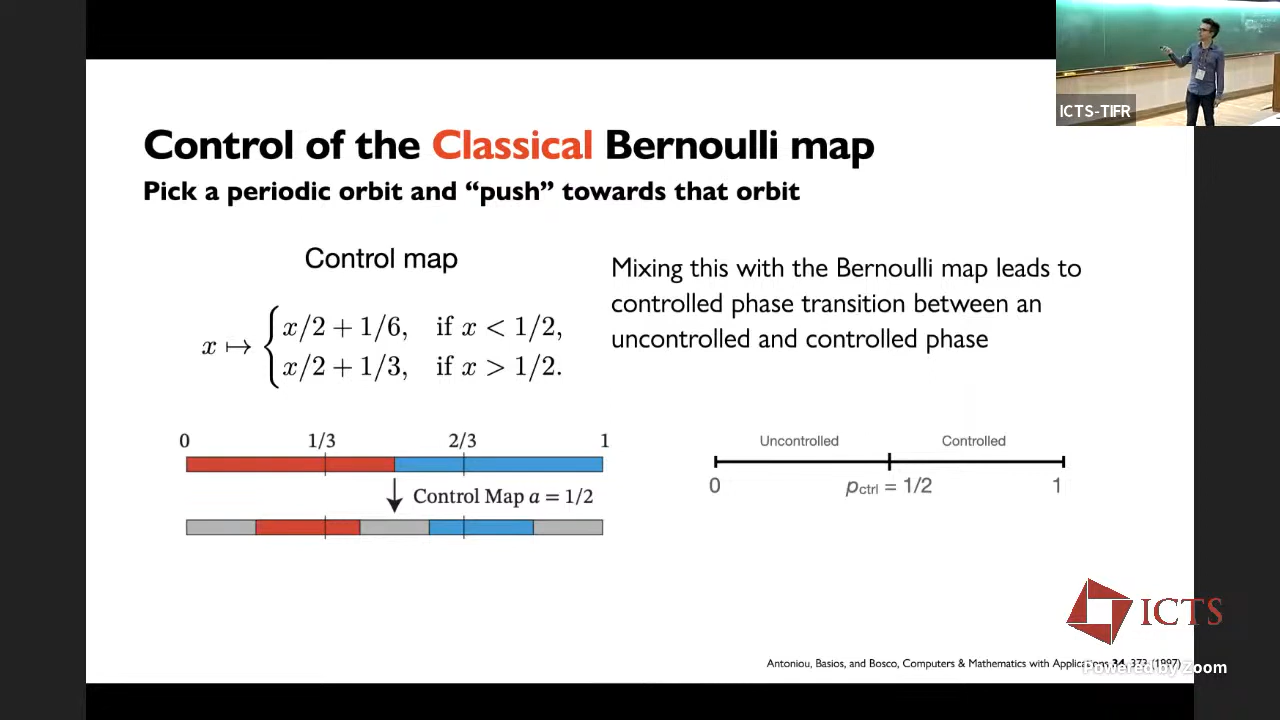 ICTS-TIFR
Control of the Classical Bernoulli map
Pick a periodic orbit and “push” towards that orbit
Control map
x ↦ { x/2 + 1/6, if x < 1/2,
x/2 + 1/3, if x > 1/2.
Mixing this with the Bernoulli map leads to
controlled phase transition between an
uncontrolled and controlled phase
0 1/3 2/3 1
Control Map a = 1/2
Uncontrolled Controlled
0 pctrl = 1/2 1
ICTS
Antoniou, Basios, and Bosco, Computers & Mathematics with Applications 34, 373 (1997)
Powered by Zoom